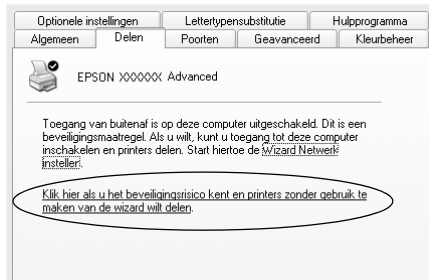 Optionele instellingen
Lettertypensubstitutie
Hulpprogramma
Algemeen
Delen
Poorten
Geavanceerd
Kleurbeheer
EPSON XXXXXX Advanced
Toegang van buitenaf is op deze computer uitgeschakeld. Dit is een
beveiligingsmaatregel. Als u wilt, kunt u toegang tot deze computer
inschakelen en printers delen. Start hiertoe de Wizard Netwerk
instellen.
Klik hier als u het beveiligingsrisico kent en printers zonder gebruik te
maken van de wizard wilt delen.